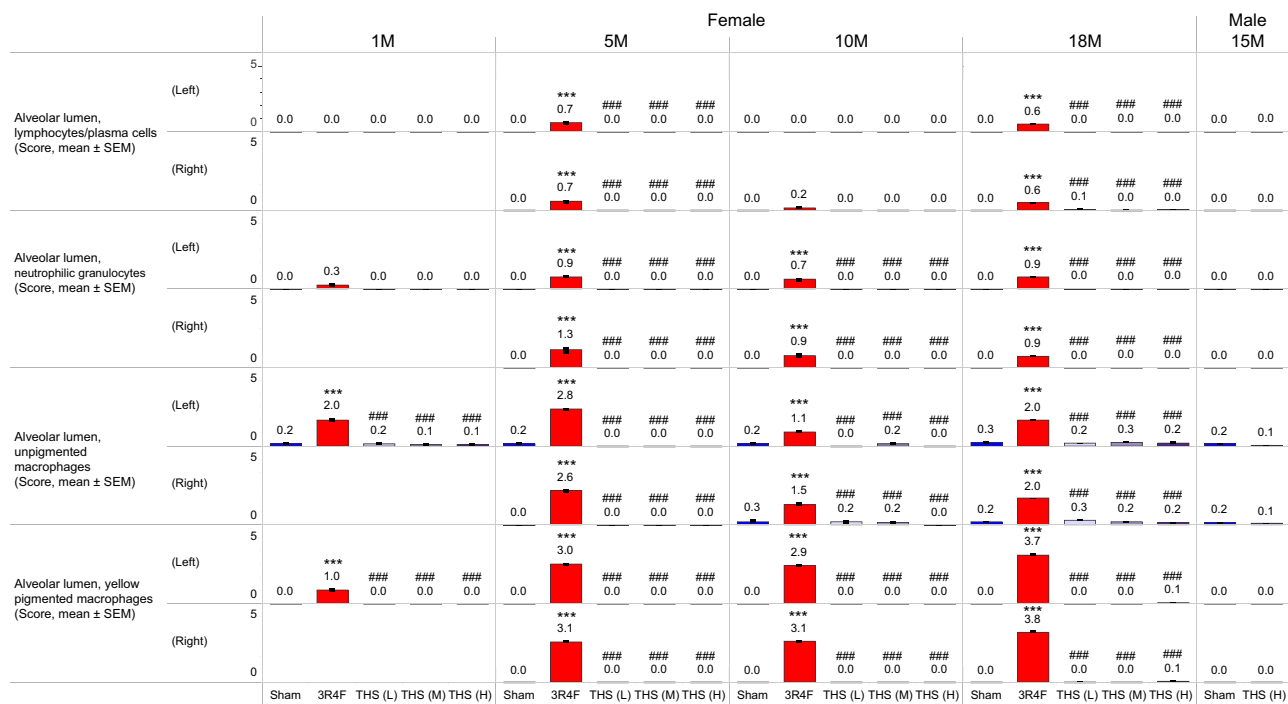 Female Male
1M 5M 10M 18M 15M
Alveolar lumen,
lymphocytes/plasma cells
(Score, mean ± SEM)
(Left)
5
0
*** ### ### ### *** ### ### ###
0.0 0.0 0.0 0.0 0.0 0.0 0.7 0.0 0.0 0.0 0.0 0.0 0.0 0.0 0.0 0.0 0.6 0.0 0.0 0.0 0.0 0.0
(Right)
5
0
*** ### ### ### *** ### ### ###
0.0 0.7 0.0 0.0 0.0 0.0 0.2 0.0 0.0 0.0 0.0 0.6 0.1 0.0 0.0 0.0 0.0
Alveolar lumen,
neutrophilic granulocytes
(Score, mean ± SEM)
(Left)
5
0
*** ### ### ### *** ### ### ### *** ### ### ###
0.0 0.3 0.0 0.0 0.0 0.0 0.9 0.0 0.0 0.0 0.0 0.7 0.0 0.0 0.0 0.0 0.9 0.0 0.0 0.0 0.0 0.0
(Right)
5
0
*** ### ### ### *** ### ### ### *** ### ### ###
0.0 1.3 0.0 0.0 0.0 0.0 0.9 0.0 0.0 0.0 0.0 0.9 0.0 0.0 0.0 0.0 0.0
Alveolar lumen,
unpigmented
macrophages
(Score, mean ± SEM)
(Left)
5
0
*** ### ### ### *** ### ### ### *** ### ### ### *** ### ### ###
0.2 2.0 0.2 0.1 0.1 0.2 2.8 0.0 0.0 0.0 0.2 1.1 0.0 0.2 0.0 0.3 2.0 0.2 0.3 0.2 0.2 0.1
(Right)
5
0
*** ### ### ### *** ### ### ### *** ### ### ###
0.0 2.6 0.0 0.0 0.0 0.3 1.5 0.2 0.2 0.0 0.2 2.0 0.3 0.2 0.2 0.2 0.1
Alveolar lumen, yellow
pigmented macrophages
(Score, mean ± SEM)
(Left)
5
0
*** ### ### ### *** ### ### ### *** ### ### ### *** ### ### ###
0.0 1.0 0.0 0.0 0.0 0.0 3.0 0.0 0.0 0.0 0.0 2.9 0.0 0.0 0.0 0.0 3.7 0.0 0.0 0.1 0.0 0.0
(Right)
5
0
*** ### ### ### *** ### ### ### *** ### ### ###
0.0 3.1 0.0 0.0 0.0 0.0 3.1 0.0 0.0 0.0 0.0 3.8 0.0 0.0 0.1 0.0 0.0
Sham 3R4F THS (L) THS (M) THS (H) Sham 3R4F THS (L) THS (M) THS (H) Sham 3R4F THS (L) THS (M) THS (H) Sham 3R4F THS (L) THS (M) THS (H) Sham THS (H)